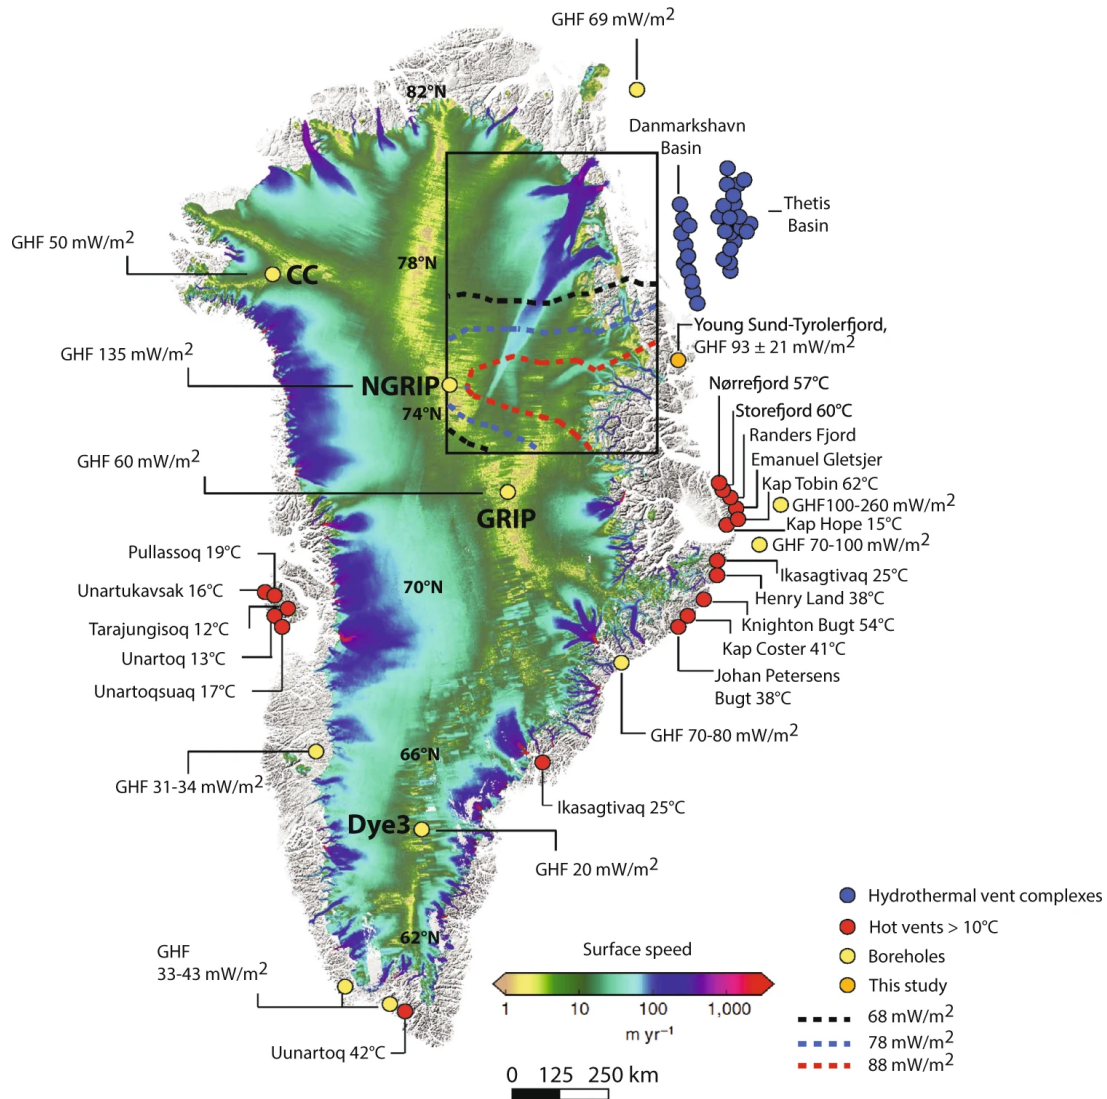 GHF 69 mW/m2
82°N
Danmarkshavn
Basin
Thetis
Basin
GHF 50 mW/m2
CC
78°N
Young Sund-Tyrolerfjord,
GHF 93 ± 21 mW/m2
GHF 135 mW/m2
NGRIP
74°N
Nørrefjord 57°C
Storefjord 60°C
Randers Fjord
Emanuel Gletsjer
Kap Tobin 62°C
GHF100-260 mW/m2
Kap Hope 15°C
GHF 70-100 mW/m2
GHF 60 mW/m2
GRIP
Pullassoq 19°C
Unartukavsak 16°C
Tarajungisoq 12°C
Unartoq 13°C
Unartoqsuaq 17°C
70°N
Ikasagtivaq 25°C
Henry Land 38°C
Knighton Bugt 54°C
Kap Coster 41°C
Johan Petersens
Bugt 38°C
GHF 70-80 mW/m2
66°N
GHF 31-34 mW/m2
Ikasagtivaq 25°C
Dye3
GHF 20 mW/m2
62°N
GHF
33-43 mW/m2
Uunartoq 42°C
Surface speed
1 10 100 1,000
m yr⁻¹
0 125 250 km
Hydrothermal vent complexes
Hot vents > 10°C
Boreholes
This study
68 mW/m2
78 mW/m2
88 mW/m2